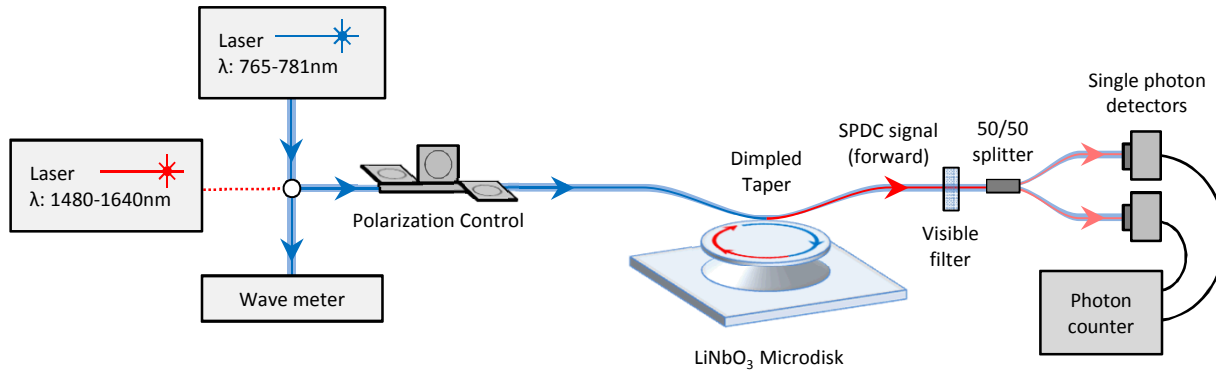 Laser
λ: 765-781nm
Laser
λ: 1480-1640nm
Wave meter
Polarization Control
Dimpled
Taper
LiNbO₃ Microdisk
SPDC signal
(forward)
Visible
filter
50/50
splitter
Single photon
detectors
Photon
counter